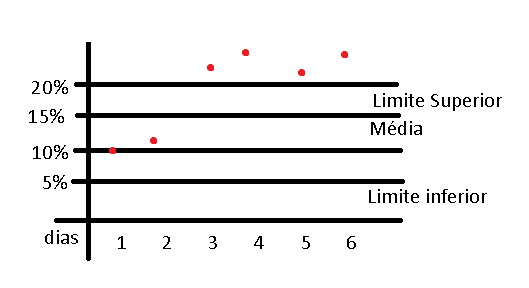 20%
Limite Superior
15%
Média
10%
5%
Limite inferior
dias 1 2 3 4 5 6